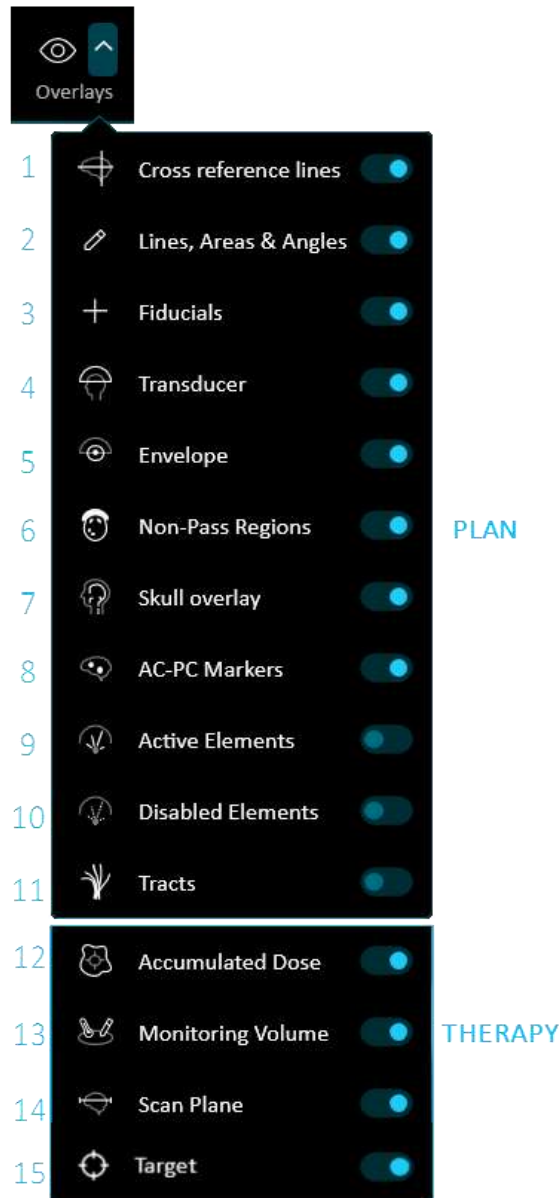 Overlays
1 Cross reference lines
2 Lines, Areas & Angles
3 Fiducials
4 Transducer
5 Envelope
6 Non-Pass Regions PLAN
7 Skull overlay
8 AC-PC Markers
9 Active Elements
10 Disabled Elements
11 Tracts
12 Accumulated Dose
13 Monitoring Volume THERAPY
14 Scan Plane
15 Target